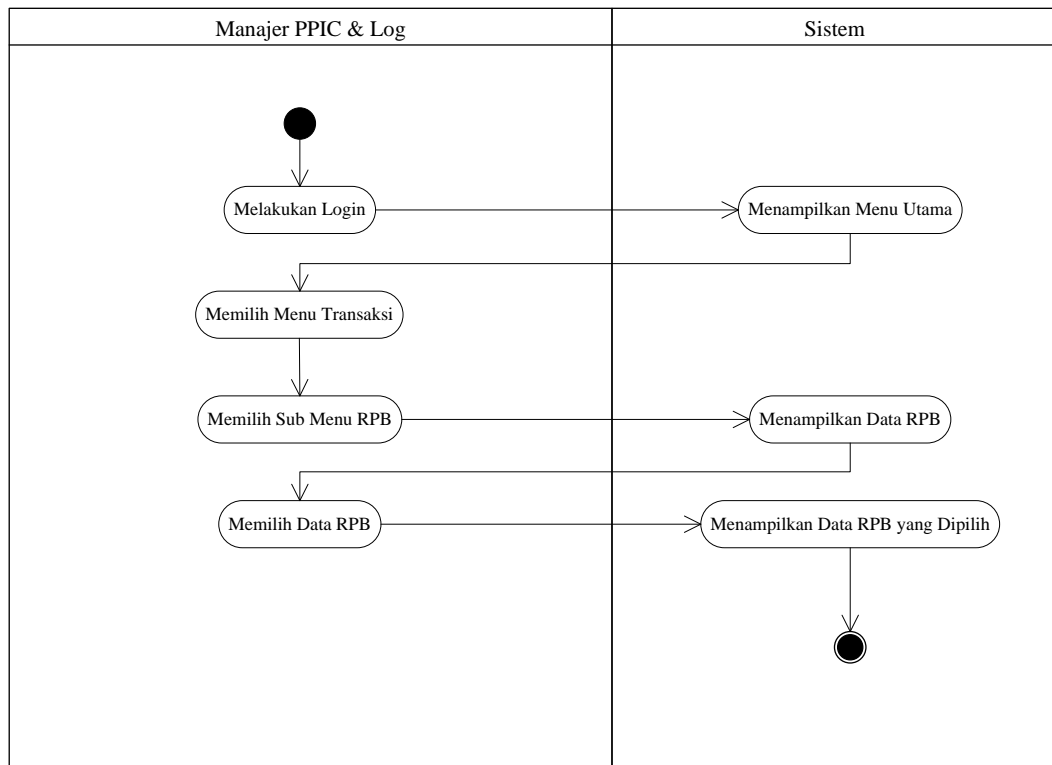 Manajer PPIC & Log
Sistem
Melakukan Login
Menampilkan Menu Utama
Memilih Menu Transaksi
Memilih Sub Menu RPB
Menampilkan Data RPB
Memilih Data RPB
Menampilkan Data RPB yang Dipilih